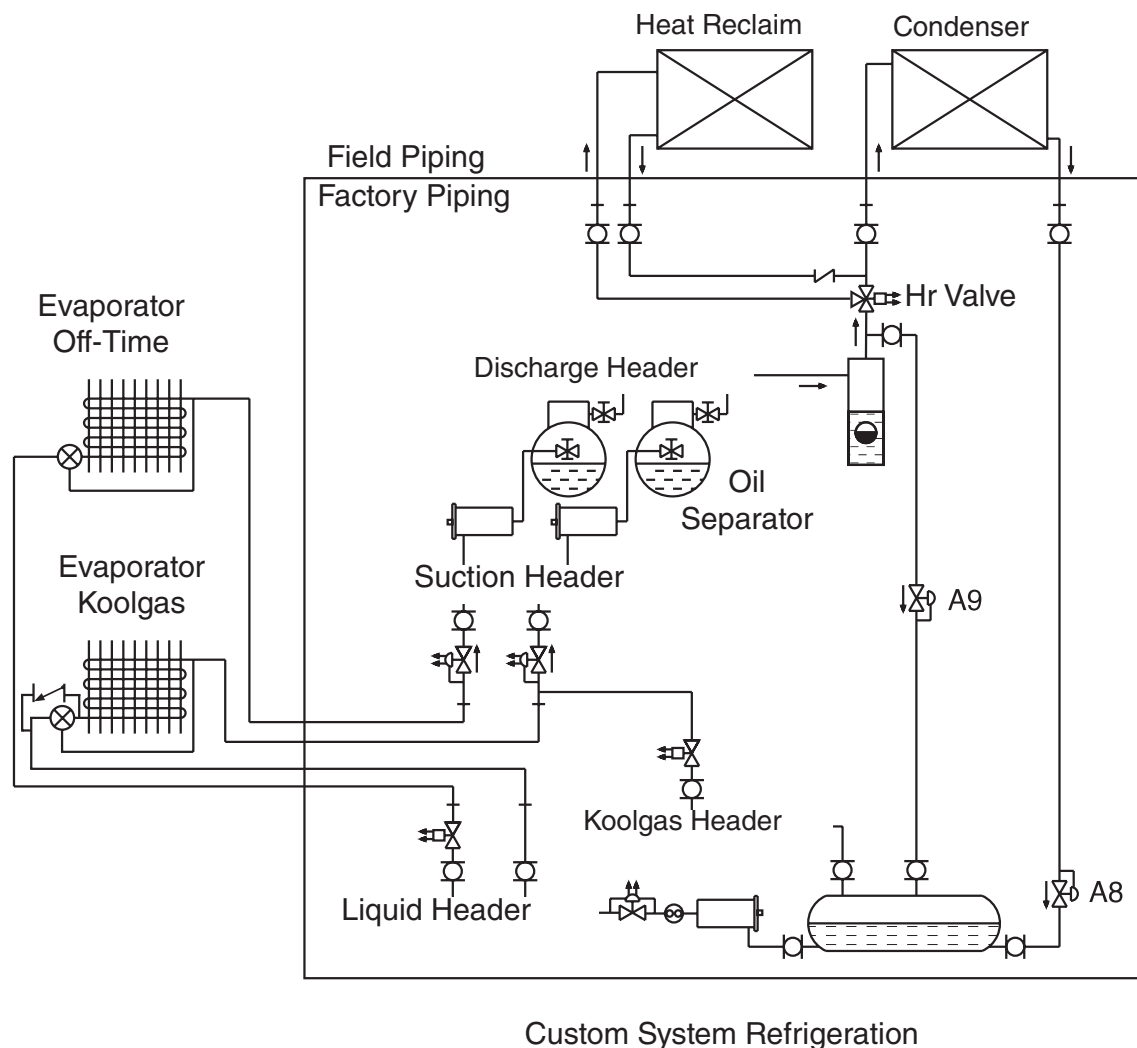 Heat Reclaim
Condenser
Field Piping
Factory Piping
Hr Valve
Evaporator
Off-Time
Discharge Header
Oil
Separator
Evaporator
Koolgas
Suction Header
A9
Koolgas Header
Liquid Header
A8
Custom System Refrigeration